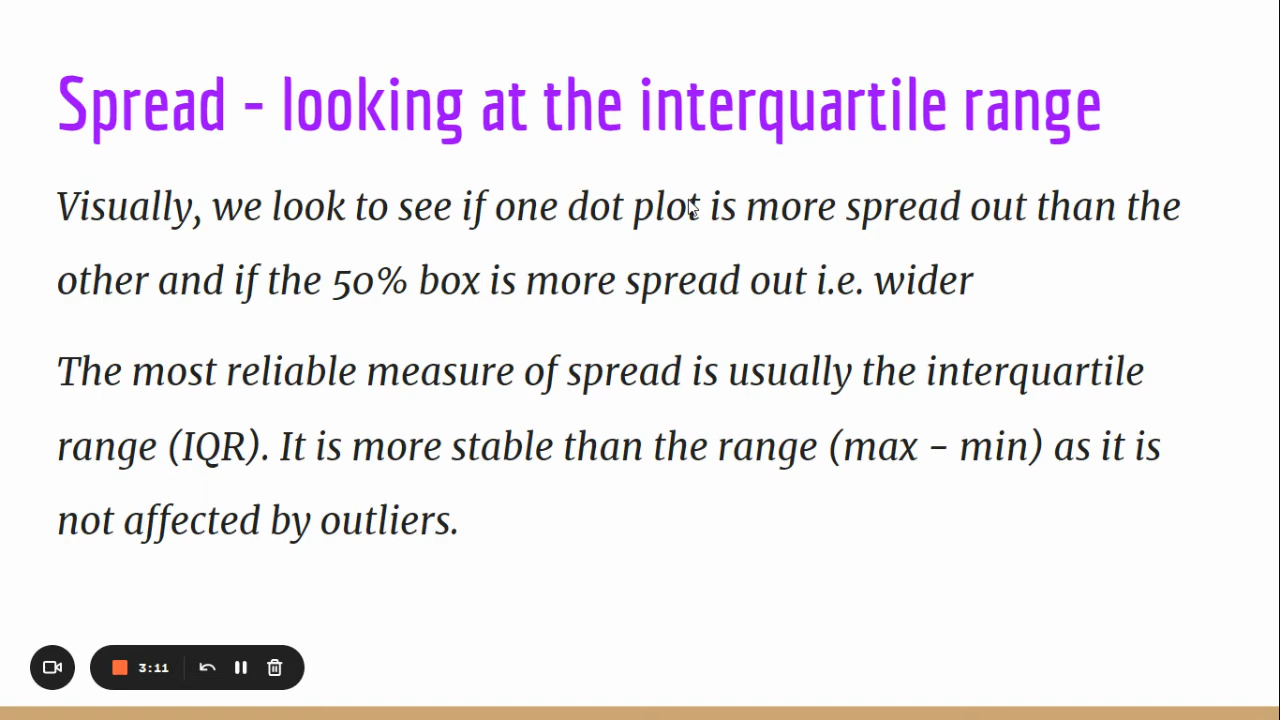 Spread - looking at the interquartile range
Visually, we look to see if one dot plot is more spread out than the
other and if the 50% box is more spread out i.e. wider
The most reliable measure of spread is usually the interquartile
range (IQR). It is more stable than the range (max - min) as it is
not affected by outliers.
3:11